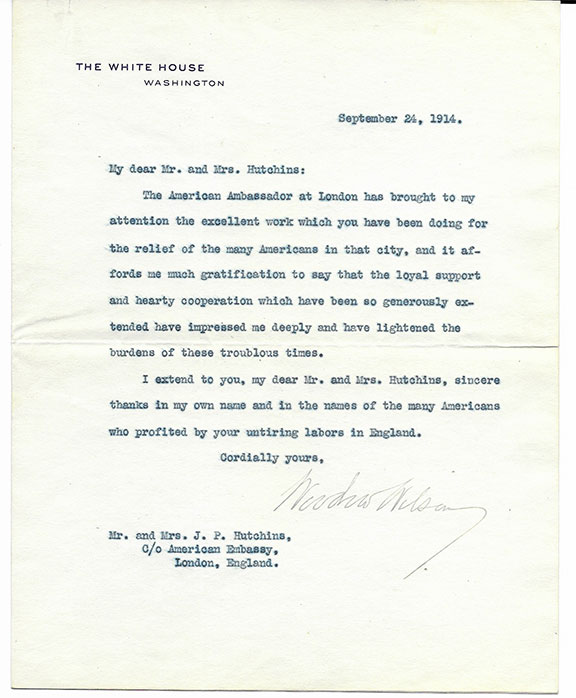 THE WHITE HOUSE
WASHINGTON
September 24, 1914.
My dear Mr. and Mrs. Hutchins:
The American Ambassador at London has brought to my
attention the excellent work which you have been doing for
the relief of the many Americans in that city, and it af-
fords me much gratification to say that the loyal support
and hearty cooperation which have been so generously ex-
tended have impressed me deeply and have lightened the
burdens of these troublous times.
I extend to you, my dear Mr. and Mrs. Hutchins, sincere
thanks in my own name and in the names of the many Americans
who profited by your untiring labors in England.
Cordially yours,
Woodrow Wilson
Mr. and Mrs. J. P. Hutchins,
C/o American Embassy,
London, England.